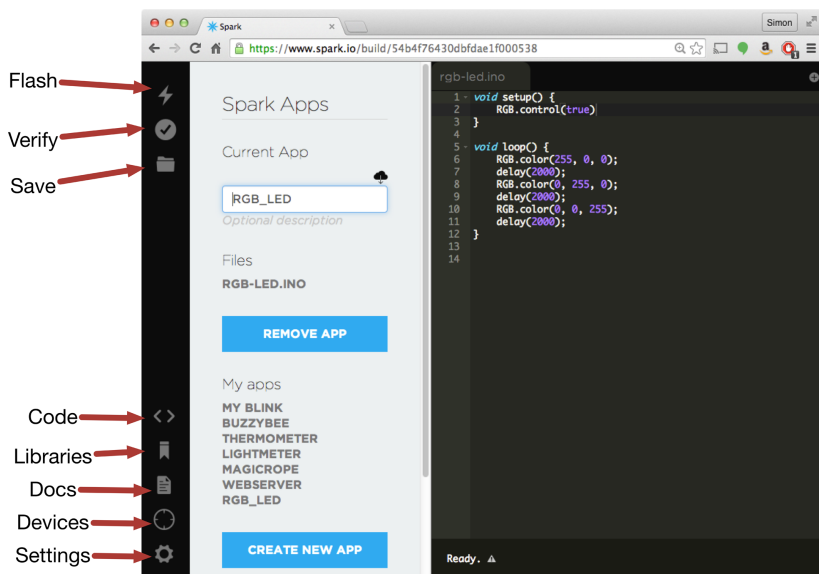 Spark
Simon
https://www.spark.io/build/54b4f76430dbfdae1f000538
1
Flash
Verify
Save
Code
Libraries
Docs
Devices
Settings
Spark Apps
Current App
RGB_LED
Optional description
Files
RGB-LED.INO
REMOVE APP
My apps
MY BLINK
BUZZYBEE
THERMOMETER
LIGHTMETER
MAGICROPE
WEBSERVER
RGB_LED
CREATE NEW APP
rgb-led.ino
1 void setup() {
2 RGB.control(true)
3 }
4
5 void loop() {
6 RGB.color(255, 0, 0);
7 delay(2000);
8 RGB.color(0, 255, 0);
9 delay(2000);
10 RGB.color(0, 0, 255);
11 delay(2000);
12 }
13
14
Ready.